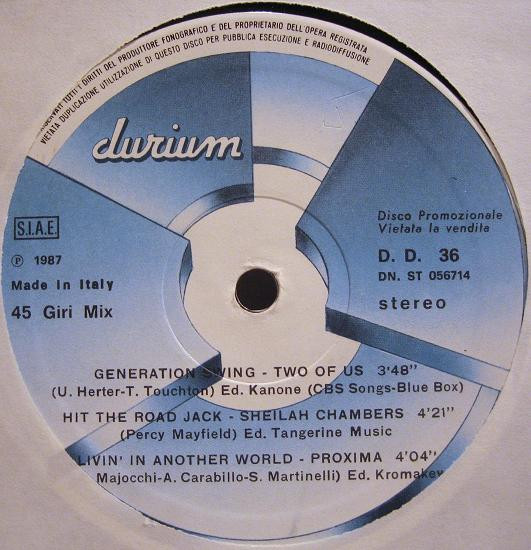 RISERVATI TUTTI I DIRITTI DEL PRODUTTORE FONOGRAFICO E DEL PROPRIETARIO DELL'OPERA REGISTRATA
VIETATA DUPLICAZIONE UTILIZZAZIONE DI QUESTO DISCO PER PUBBLICA ESECUZIONE E RADIODIFFUSIONE
durium
S.I.A.E.
℗ 1987
Made in Italy
45 Giri Mix
Disco Promozionale
Vietata la vendita
D. D. 36
DN. ST 056714
stereo
GENERATION SWING - TWO OF US 3'48''
(U. Herter-T. Touchton) Ed. Kanone (CBS Songs-Blue Box)
HIT THE ROAD JACK - SHEILAH CHAMBERS 4'21''
(Percy Mayfield) Ed. Tangerine Music
LIVIN' IN ANOTHER WORLD - PROXIMA 4'04''
Majocchi-A. Carabillo-S. Martinelli) Ed. Kromakey